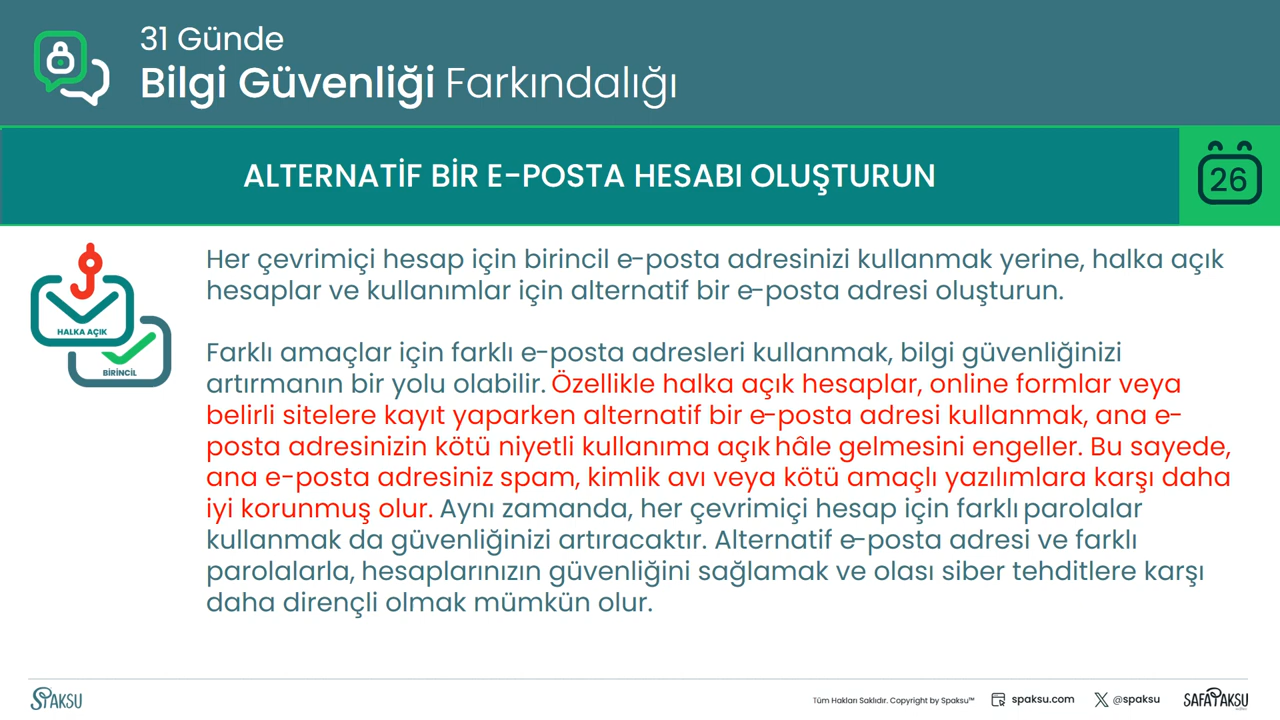 31 Günde
Bilgi Güvenliği Farkındalığı
ALTERNATİF BİR E-POSTA HESABI OLUŞTURUN
26
HALKA AÇIK
BİRİNCİL
Her çevrimiçi hesap için birincil e-posta adresinizi kullanmak yerine, halka açık
hesaplar ve kullanımlar için alternatif bir e-posta adresi oluşturun.
Farklı amaçlar için farklı e-posta adresleri kullanmak, bilgi güvenliğinizi
artırmanın bir yolu olabilir. Özellikle halka açık hesaplar, online formlar veya
belirli sitelere kayıt yaparken alternatif bir e-posta adresi kullanmak, ana e-
posta adresinizin kötü niyetli kullanıma açık hâle gelmesini engeller. Bu sayede,
ana e-posta adresiniz spam, kimlik avı veya kötü amaçlı yazılımlara karşı daha
iyi korunmuş olur. Aynı zamanda, her çevrimiçi hesap için farklı parolalar
kullanmak da güvenliğinizi artıracaktır. Alternatif e-posta adresi ve farklı
parolalarla, hesaplarınızın güvenliğini sağlamak ve olası siber tehditlere karşı
daha dirençli olmak mümkün olur.
SPAKSU
Tüm Hakları Saklıdır. Copyright by Spaksu™
spaksu.com
@spaksu
SAFA PAKSU